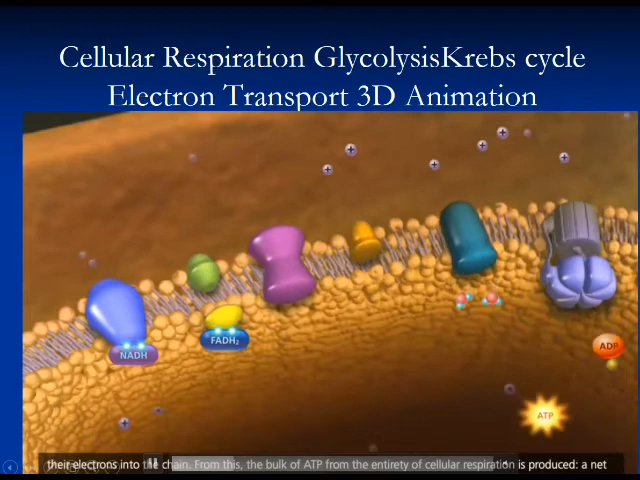 Cellular Respiration GlycolysisKrebs cycle
Electron Transport 3D Animation
NADH
FADH₂
ADP
ATP
their electrons into the chain. From this, the bulk of ATP from the entirety of cellular respiration is produced: a net